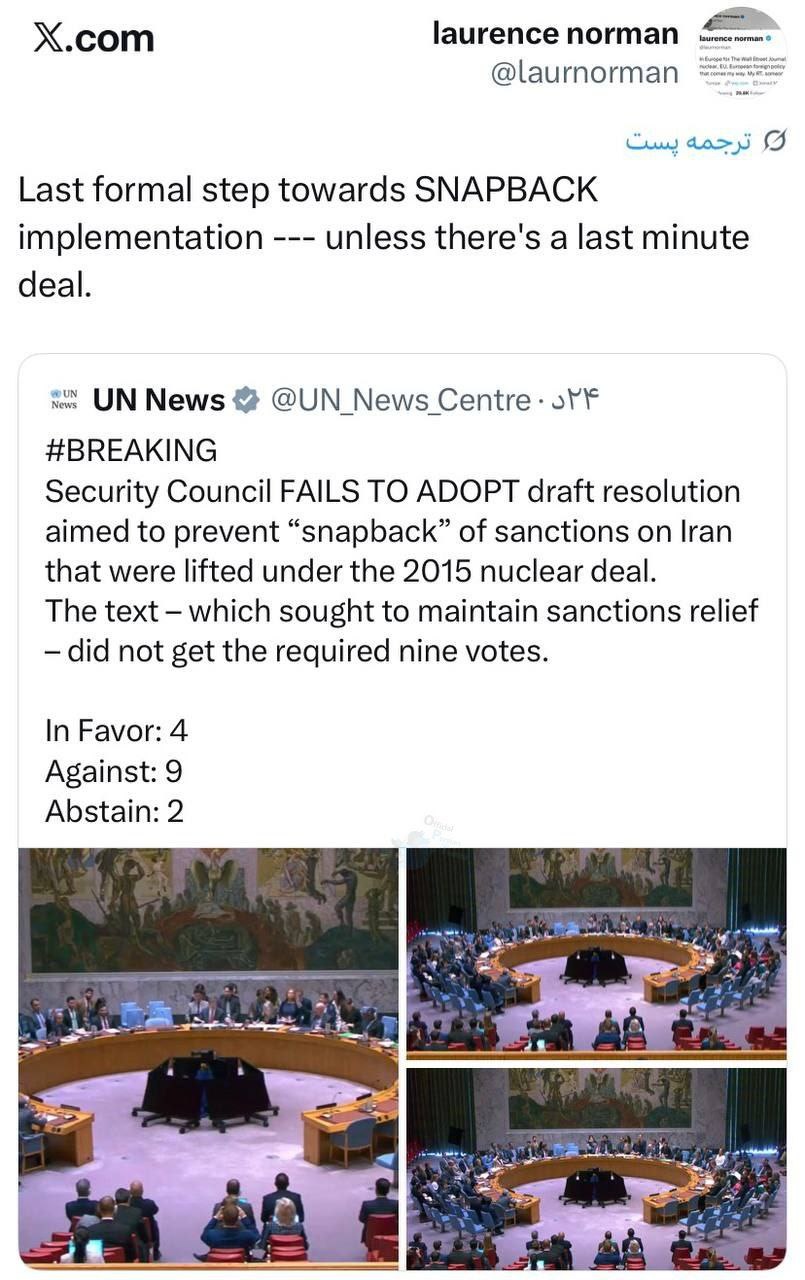 X.com
laurence norman
@laurnorman
ترجمه پست
Last formal step towards SNAPBACK
implementation --- unless there's a last minute
deal.
UN
News
UN News @UN_News_Centre · ۲۴د
#BREAKING
Security Council FAILS TO ADOPT draft resolution
aimed to prevent “snapback” of sanctions on Iran
that were lifted under the 2015 nuclear deal.
The text – which sought to maintain sanctions relief
– did not get the required nine votes.
In Favor: 4
Against: 9
Abstain: 2